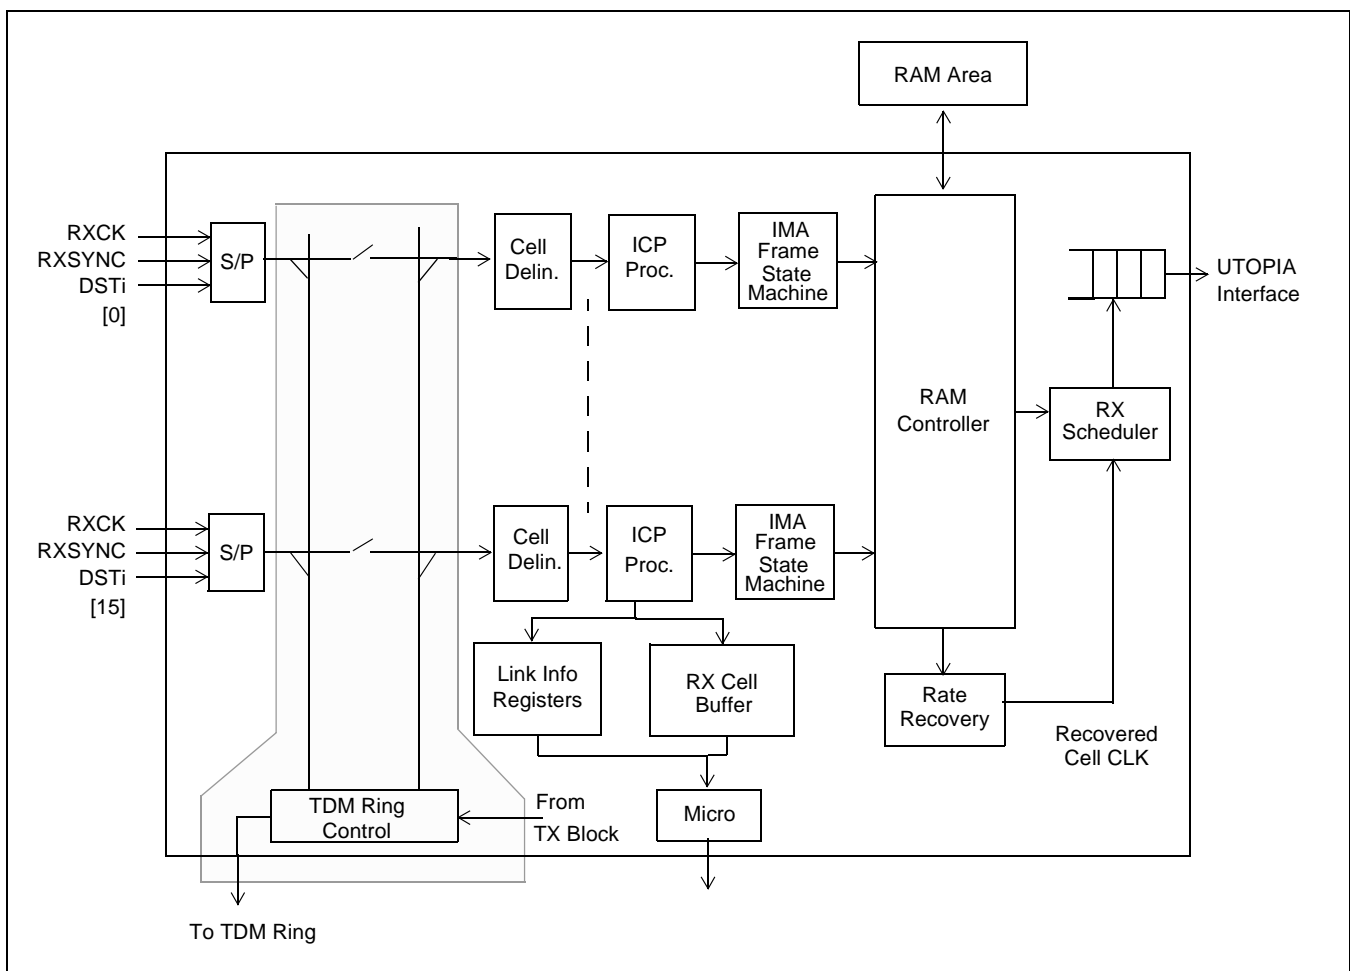 RAM Area
RXCK
RXSYNC
DSTi
[0]
S/P
Cell
Delin.
ICP
Proc.
IMA
Frame
State
Machine
UTOPIA
Interface
RAM
Controller
RX
Scheduler
RXCK
RXSYNC
DSTi
[15]
S/P
Cell
Delin.
ICP
Proc.
IMA
Frame
State
Machine
Link Info
Registers
RX Cell
Buffer
Rate
Recovery
Recovered
Cell CLK
TDM Ring
Control
From
TX Block
Micro
To TDM Ring